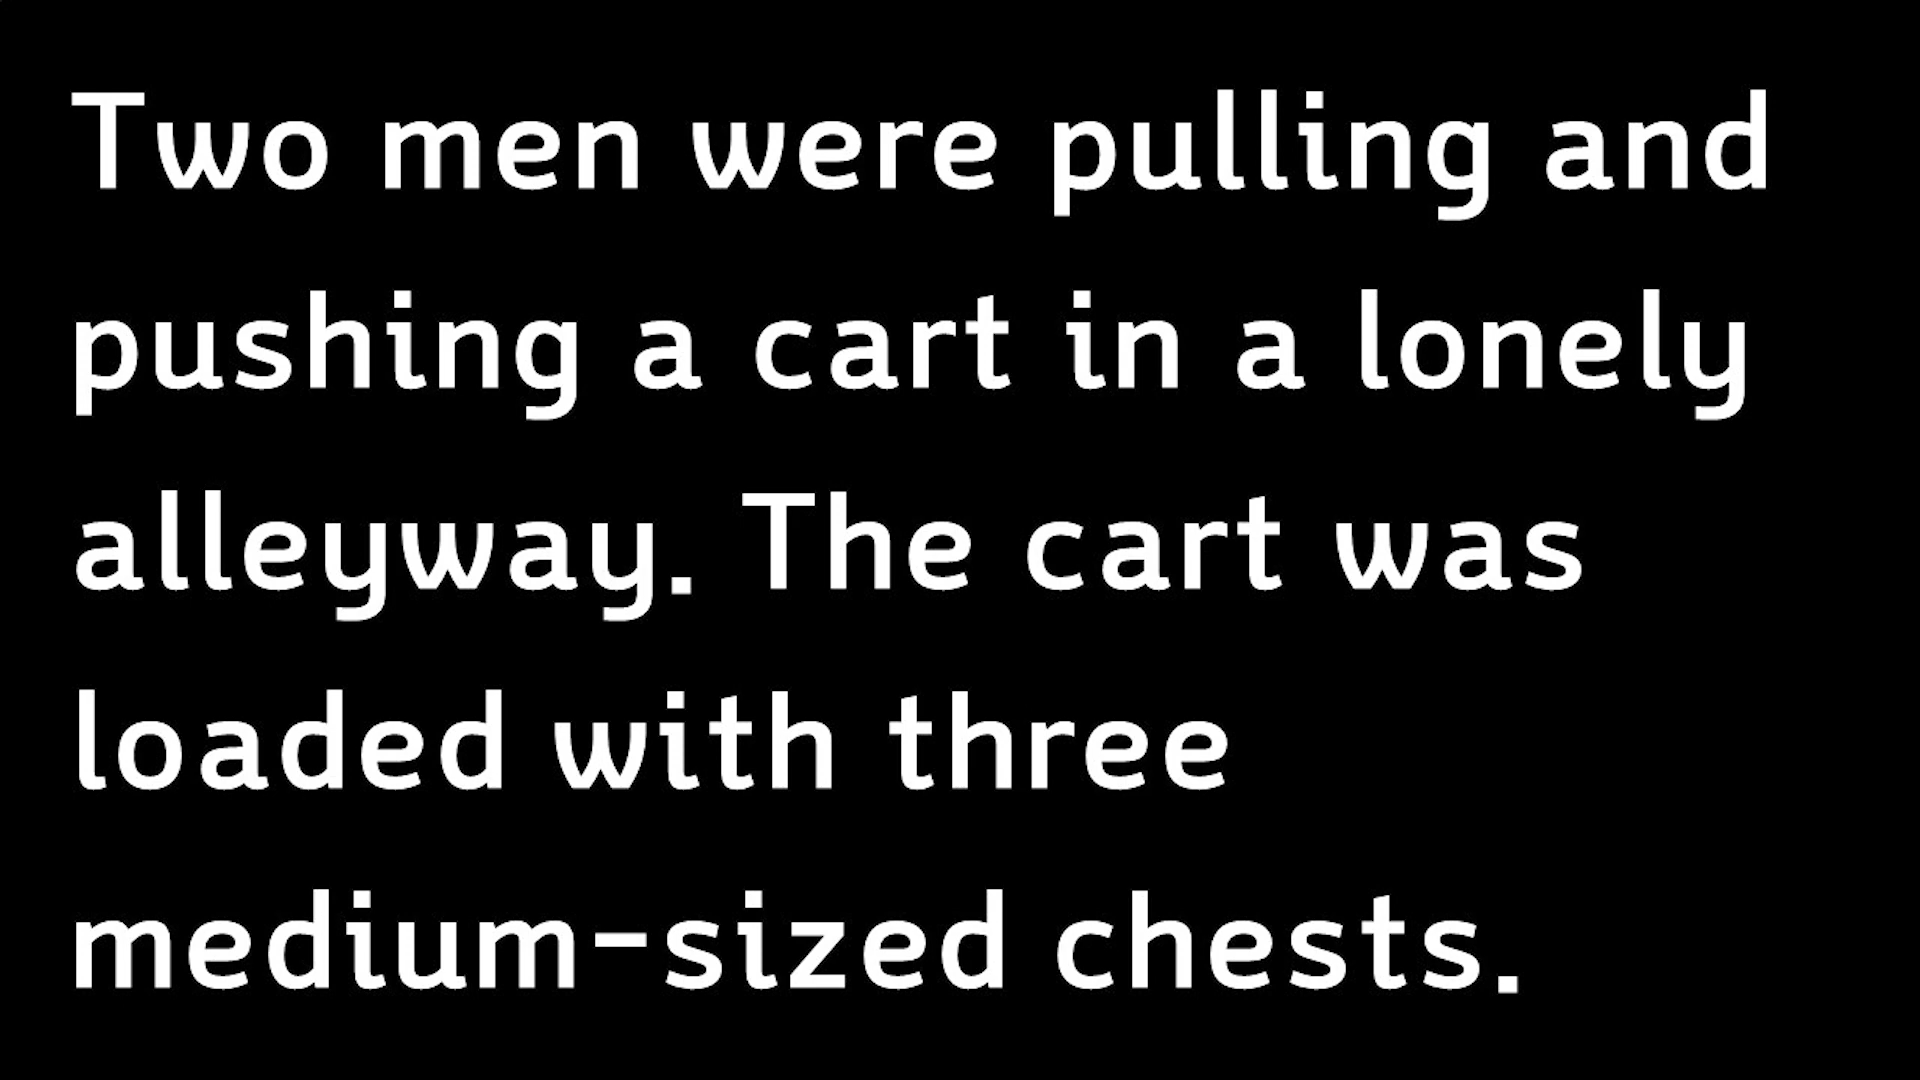 Two men were pulling and
pushing a cart in a lonely
alleyway. The cart was
loaded with three
medium-sized chests.